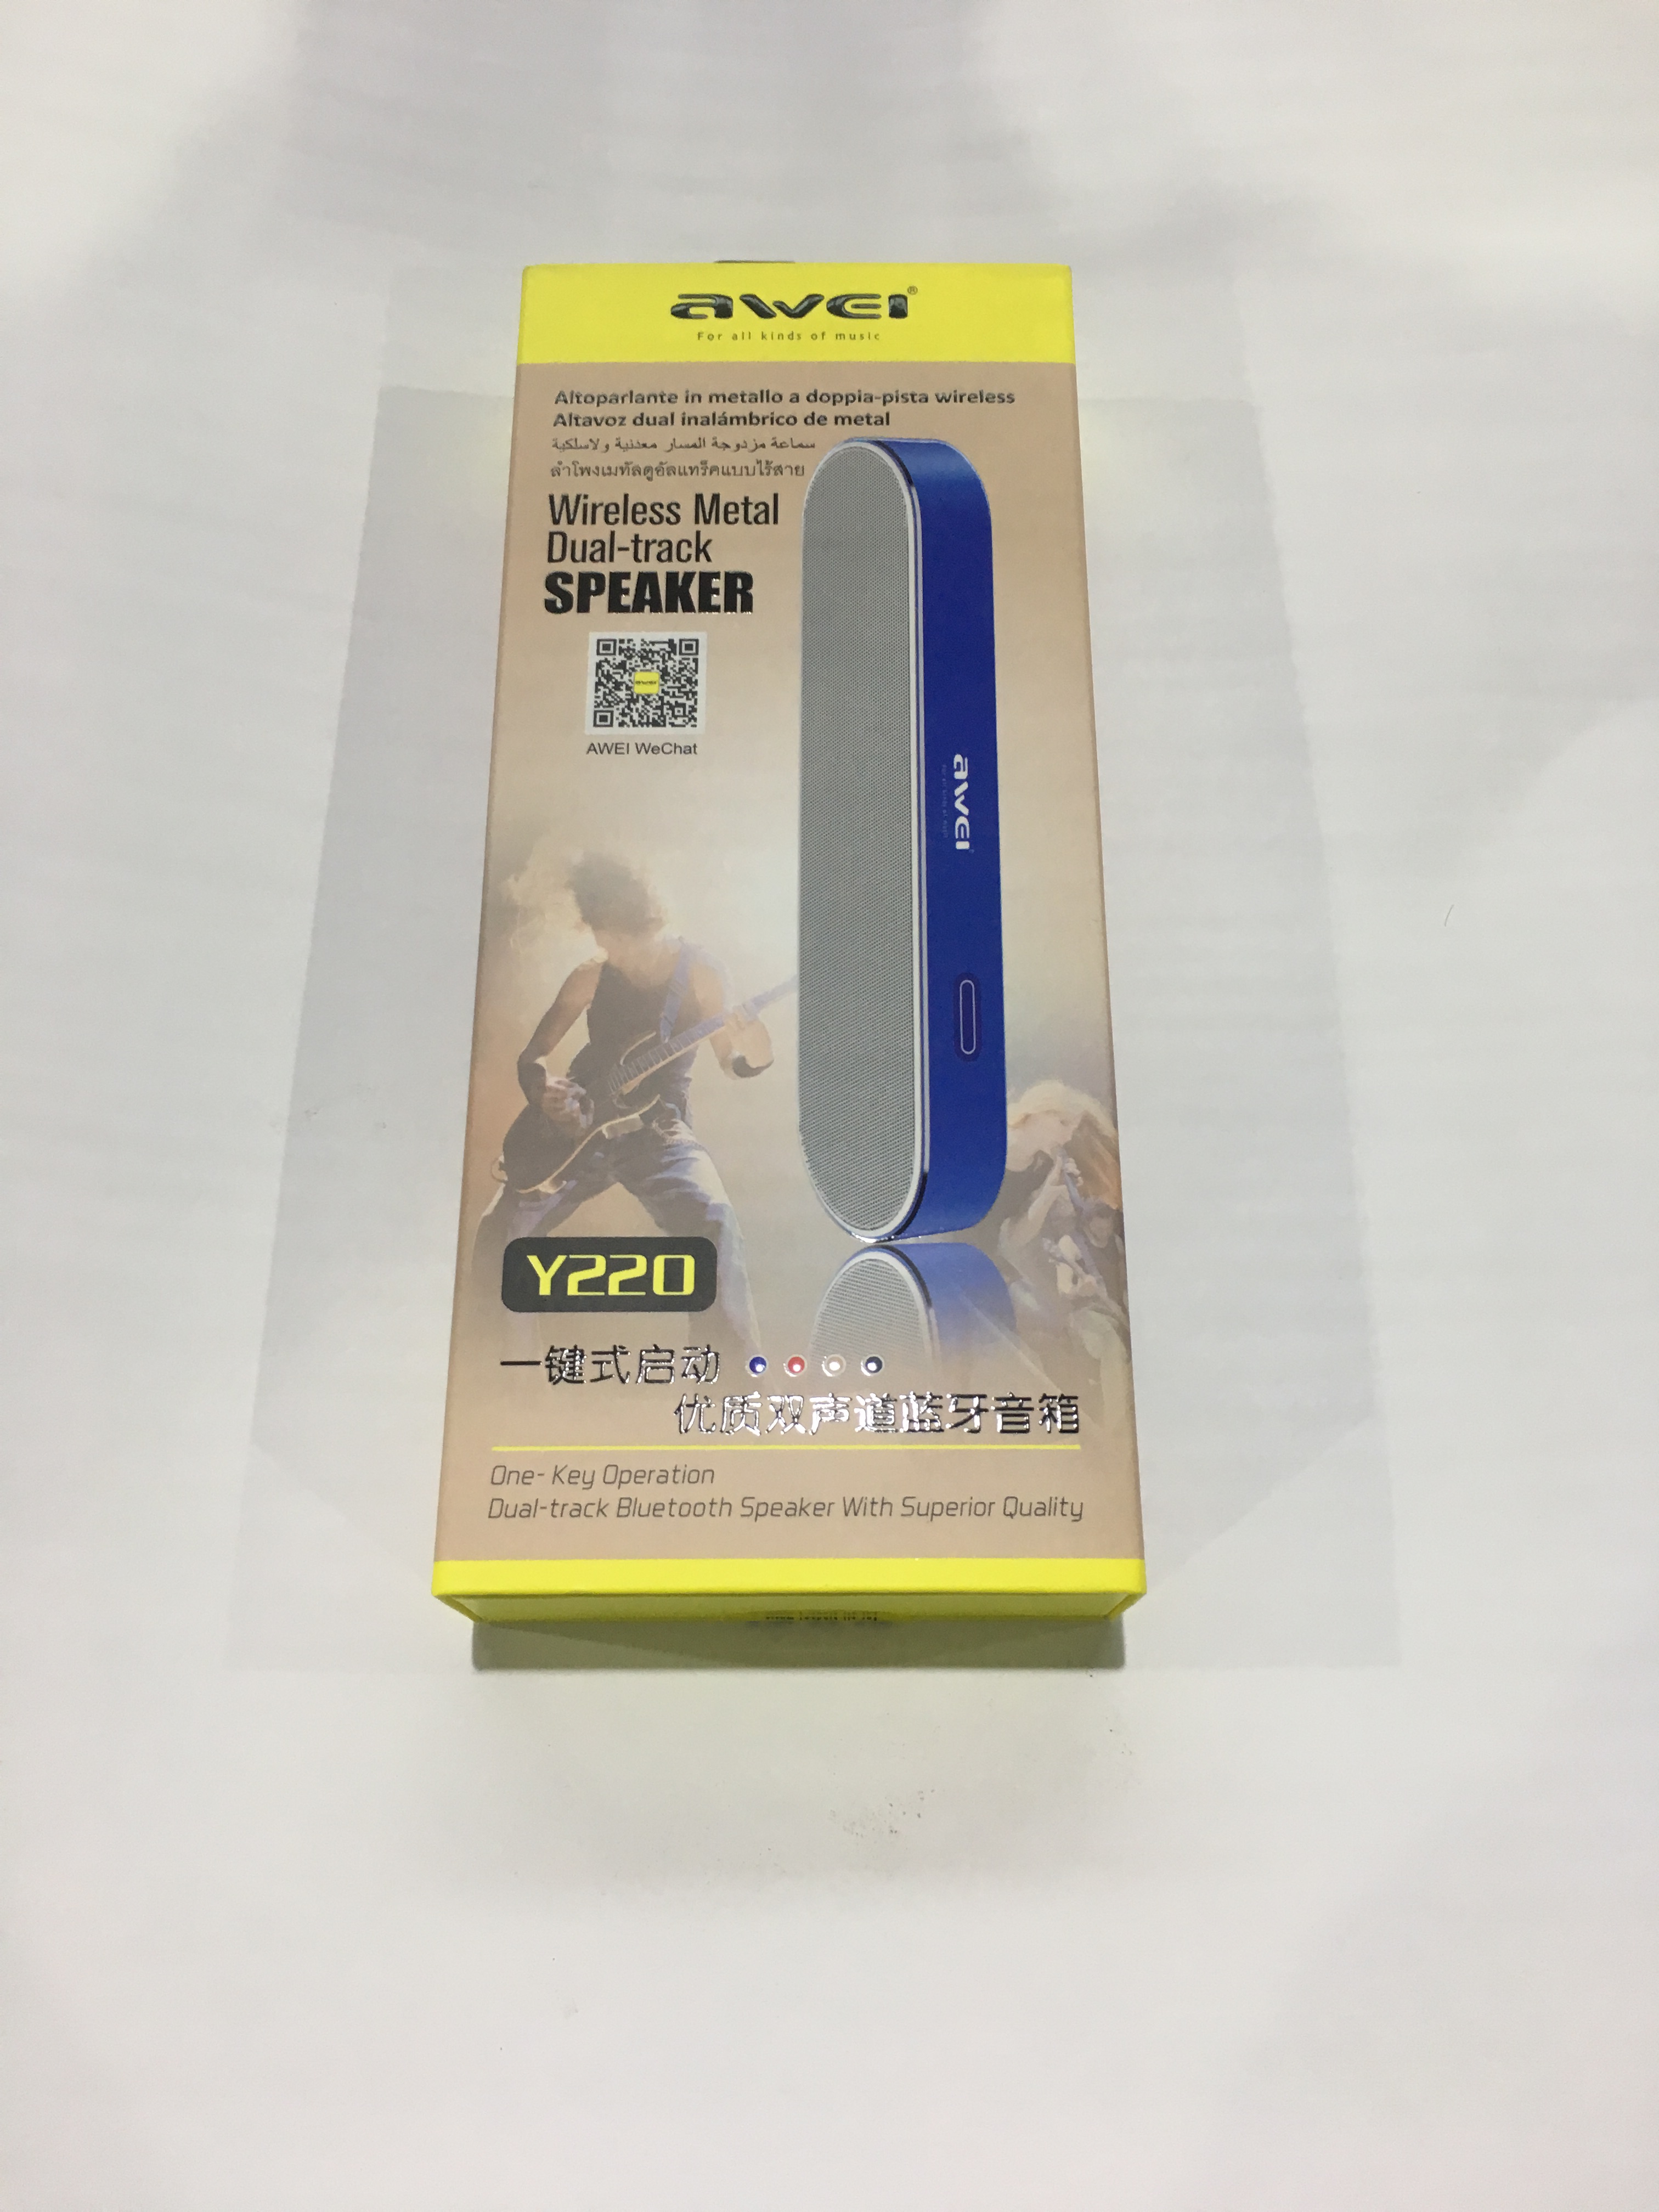 awei®
For all kinds of music
Altoparlante in metallo a doppia-pista wireless
Altavoz dual inalámbrico de metal
سماعة مزدوجة المسار معدنية ولاسلكية
ลำโพงเมทัลดูอัลแทร็คแบบไร้สาย
Wireless Metal
Dual-track
SPEAKER
awei
AWEI WeChat
awei
Y220
一键式启动
优质双声道蓝牙音箱
One- Key Operation
Dual-track Bluetooth Speaker With Superior Quality